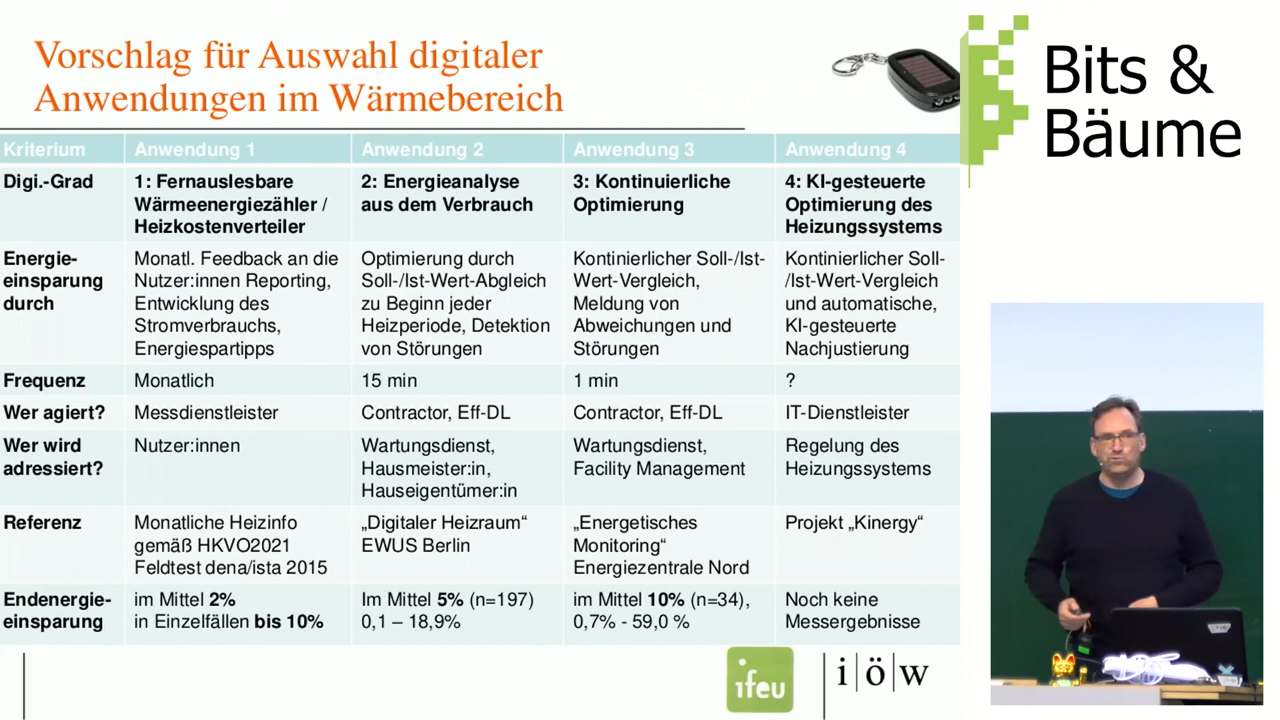 Vorschlag für Auswahl digitaler
Anwendungen im Wärmebereich
Bits &
Bäume
Kriterium Anwendung 1 Anwendung 2 Anwendung 3 Anwendung 4
Digi.-Grad
1: Fernauslesbare
Wärmeenergiezähler /
Heizkostenverteiler
2: Energieanalyse
aus dem Verbrauch
3: Kontinuierliche
Optimierung
4: KI-gesteuerte
Optimierung des
Heizungssystems
Energie-
einsparung
durch
Monatl. Feedback an die
Nutzer:innen Reporting,
Entwicklung des
Stromverbrauchs,
Energiespartipps
Optimierung durch
Soll-/Ist-Wert-Abgleich
zu Beginn jeder
Heizperiode, Detektion
von Störungen
Kontinierlicher Soll-/Ist-
Wert-Vergleich,
Meldung von
Abweichungen und
Störungen
Kontinierlicher Soll-
/Ist-Wert-Vergleich
und automatische,
KI-gesteuerte
Nachjustierung
Frequenz Monatlich 15 min 1 min ?
Wer agiert? Messdienstleister Contractor, Eff-DL Contractor, Eff-DL IT-Dienstleister
Wer wird
adressiert?
Nutzer:innen
Wartungsdienst,
Hausmeister:in,
Hauseigentümer:in
Wartungsdienst,
Facility Management
Regelung des
Heizungssystems
Referenz
Monatliche Heizinfo
gemäß HKVO2021
Feldtest dena/ista 2015
„Digitaler Heizraum“
EWUS Berlin
„Energetisches
Monitoring“
Energiezentrale Nord
Projekt „Kinergy“
Endenergie-
einsparung
im Mittel 2%
in Einzelfällen bis 10%
Im Mittel 5% (n=197)
0,1 – 18,9%
im Mittel 10% (n=34),
0,7% - 59,0 %
Noch keine
Messergebnisse
ifeu
i|ö|w